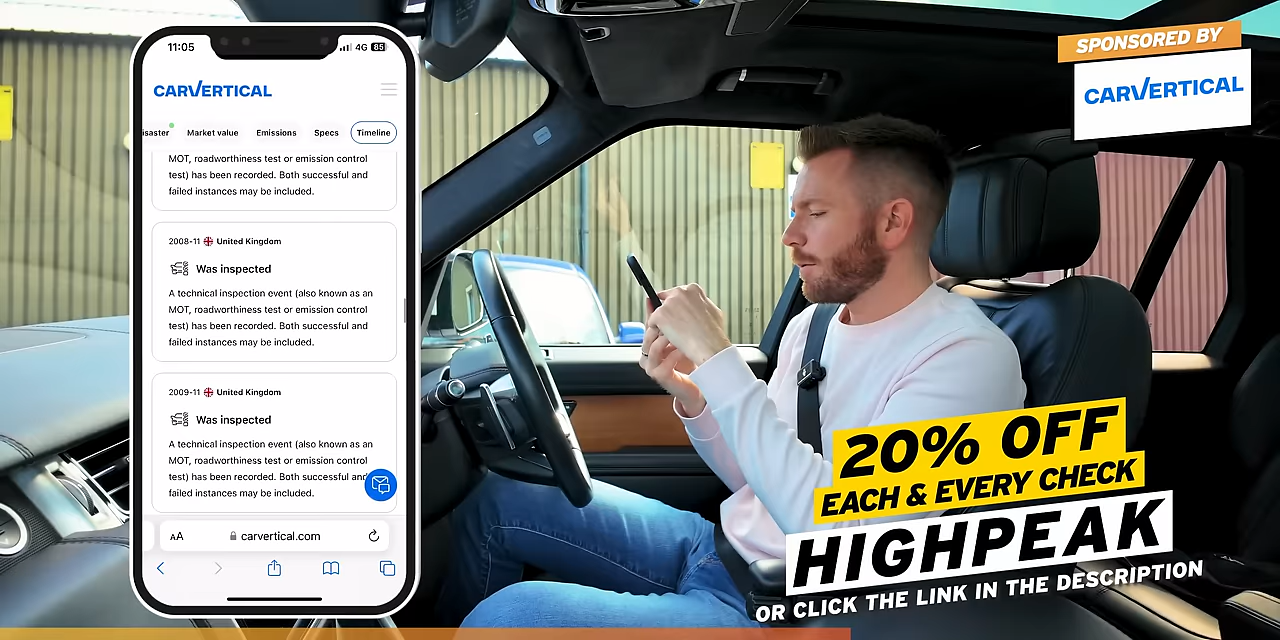 11:05
4G 85
CARVERTICAL
isaster
Market value
Emissions
Specs
Timeline
MOT, roadworthiness test or emission control
test) has been recorded. Both successful and
failed instances may be included.
2008-11 United Kingdom
Was inspected
A technical inspection event (also known as an
MOT, roadworthiness test or emission control
test) has been recorded. Both successful and
failed instances may be included.
2009-11 United Kingdom
Was inspected
A technical inspection event (also known as an
MOT, roadworthiness test or emission control
test) has been recorded. Both successful and
failed instances may be included.
AA
carvertical.com
SPONSORED BY
CARVERTICAL
20% OFF
EACH & EVERY CHECK
HIGHPEAK
OR CLICK THE LINK IN THE DESCRIPTION